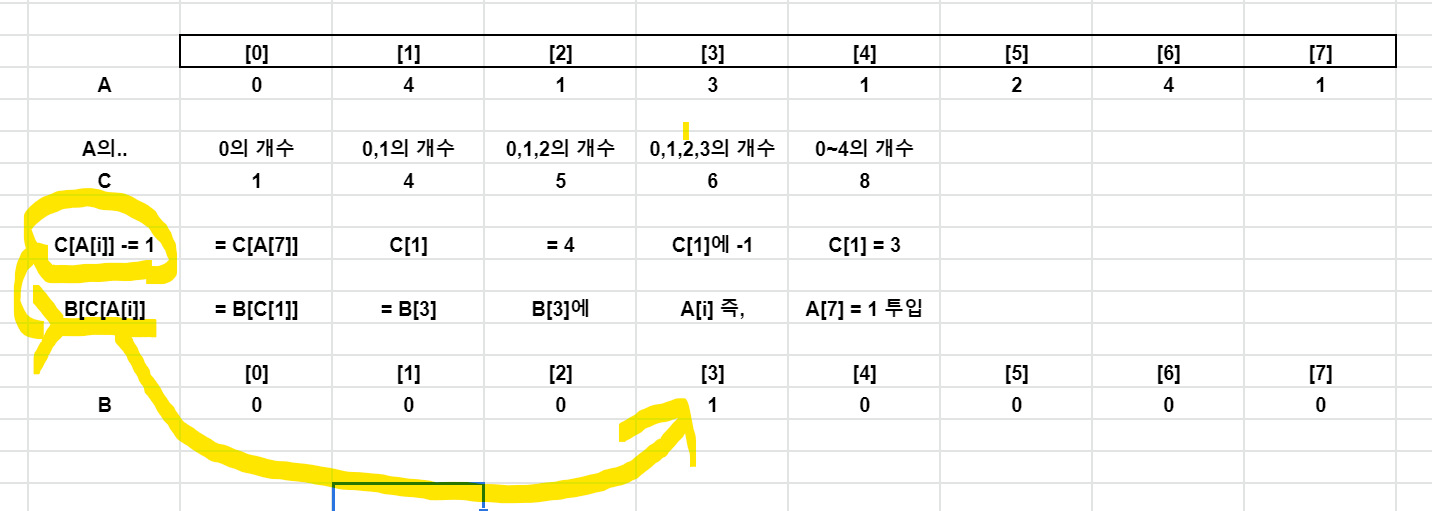 [0] [1] [2] [3] [4] [5] [6] [7]
A 0 4 1 3 1 2 4 1
A의.. 0의 개수 0,1의 개수 0,1,2의 개수 0,1,2,3의 개수 0~4의 개수
C 1 4 5 6 8
C[A[i]] -= 1 = C[A[7]] C[1] = 4 C[1]에 -1 C[1] = 3
B[C[A[i]] = B[C[1]] = B[3] B[3]에 A[i] 즉, A[7] = 1 투입
[0] [1] [2] [3] [4] [5] [6] [7]
B 0 0 0 1 0 0 0 0